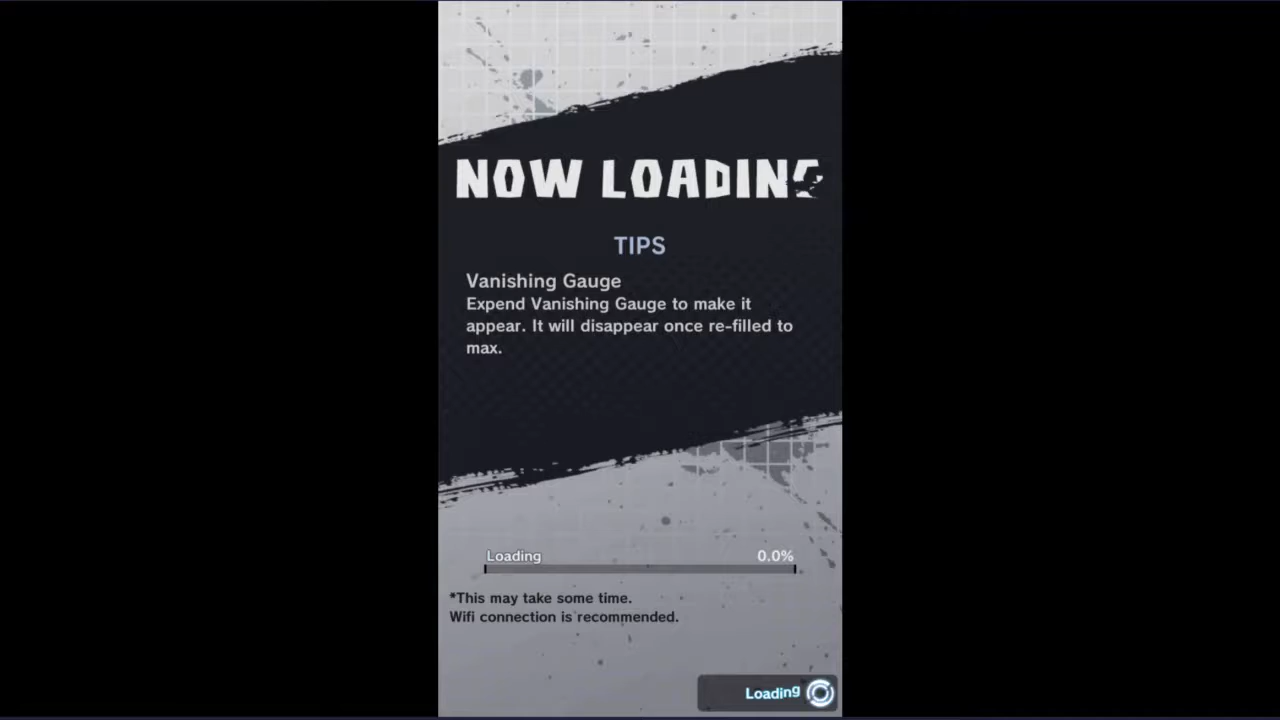 NOW LOADING
TIPS
Vanishing Gauge
Expend Vanishing Gauge to make it
appear. It will disappear once re-filled to
max.
Loading 0.0%
*This may take some time.
Wifi connection is recommended.
Loading